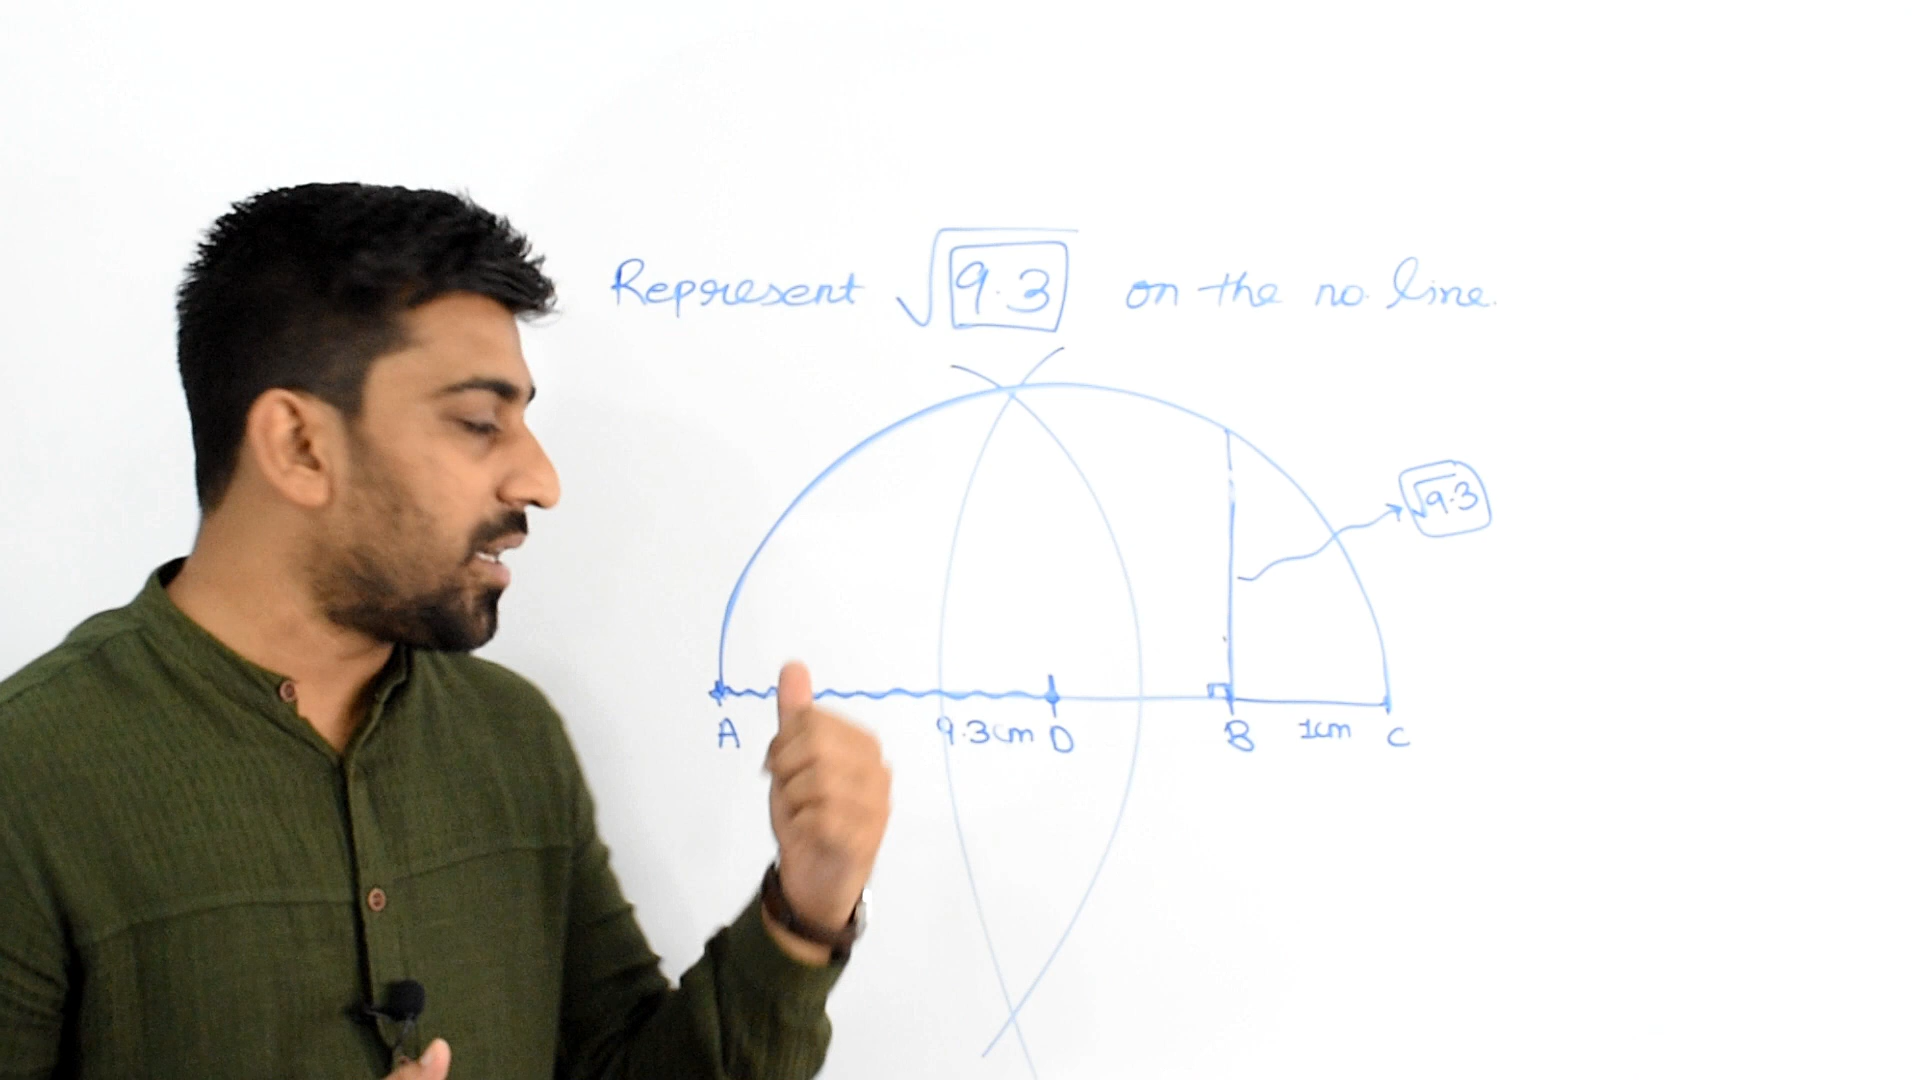 Represent √9.3 on the no. line.
√9.3
A 9.3cm D B 1cm C